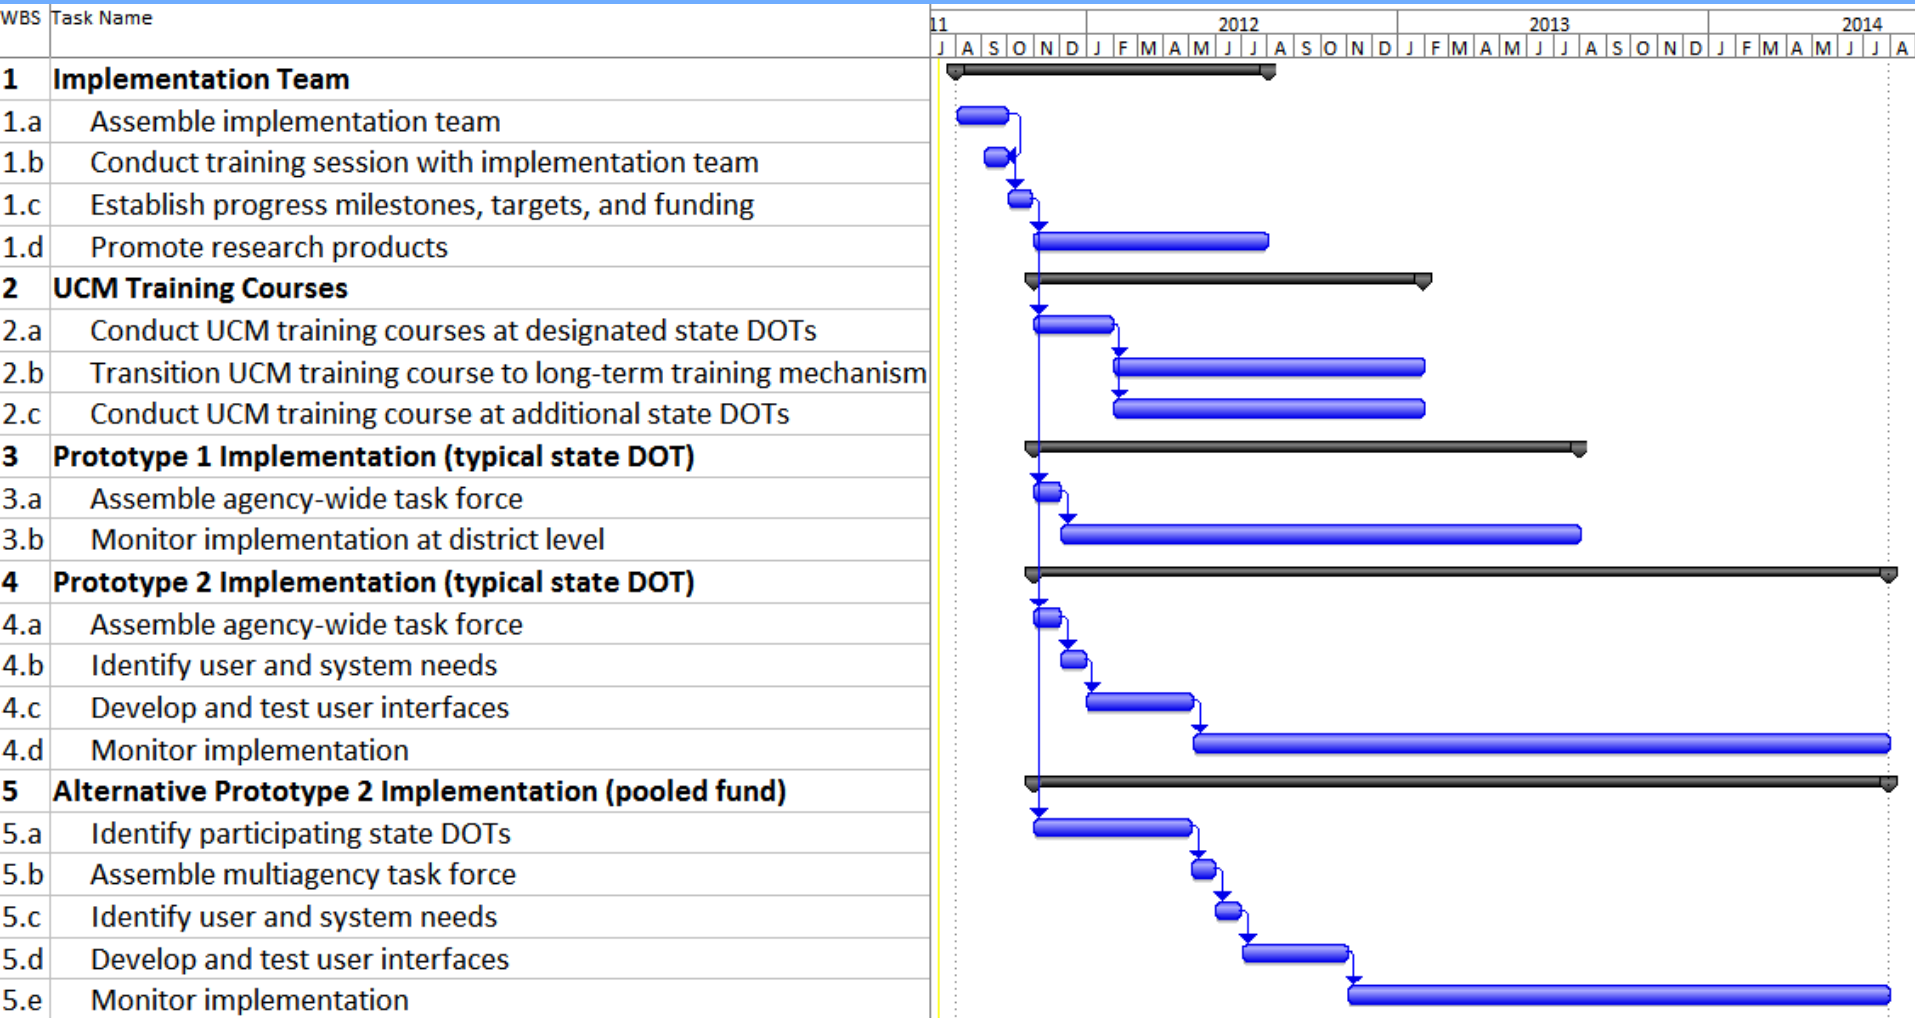 WBS Task Name
11 2012 2013 2014
J A S O N D J F M A M J J A S O N D J F M A M J J A S O N D J F M A M J J A
1 Implementation Team
1.a Assemble implementation team
1.b Conduct training session with implementation team
1.c Establish progress milestones, targets, and funding
1.d Promote research products
2 UCM Training Courses
2.a Conduct UCM training courses at designated state DOTs
2.b Transition UCM training course to long-term training mechanism
2.c Conduct UCM training course at additional state DOTs
3 Prototype 1 Implementation (typical state DOT)
3.a Assemble agency-wide task force
3.b Monitor implementation at district level
4 Prototype 2 Implementation (typical state DOT)
4.a Assemble agency-wide task force
4.b Identify user and system needs
4.c Develop and test user interfaces
4.d Monitor implementation
5 Alternative Prototype 2 Implementation (pooled fund)
5.a Identify participating state DOTs
5.b Assemble multiagency task force
5.c Identify user and system needs
5.d Develop and test user interfaces
5.e Monitor implementation